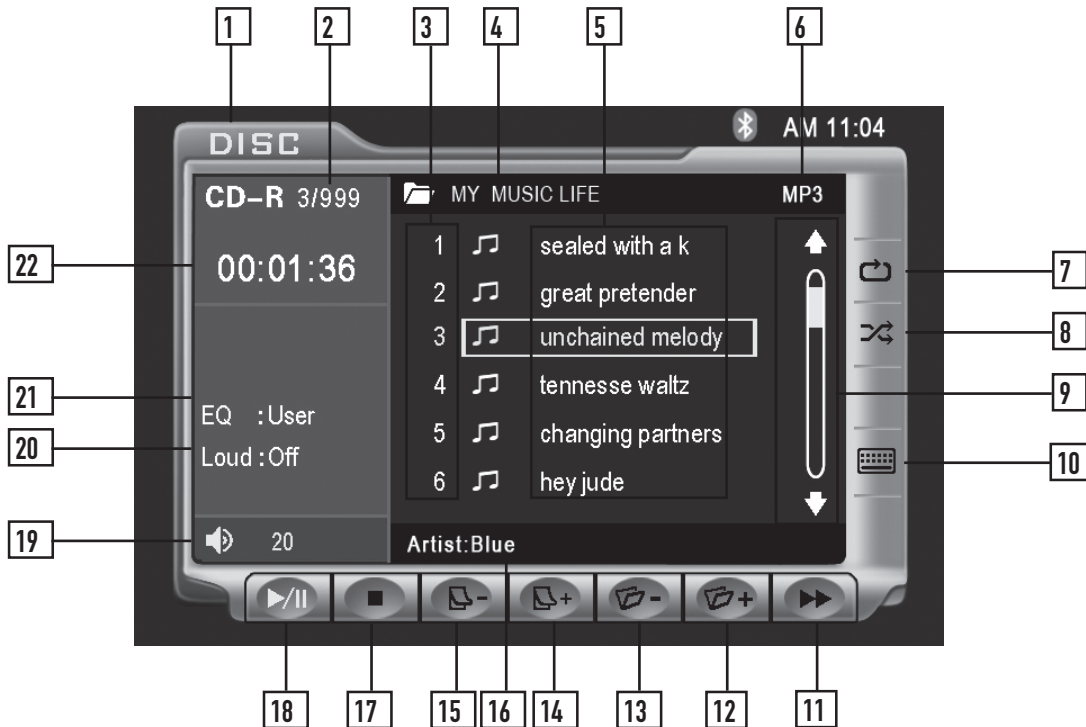 1 2 3 4 5 6
DISC
AM 11:04
CD-R 3/999
MY MUSIC LIFE
MP3
22
00:01:36
1 sealed with a k
2 great pretender
3 unchained melody
4 tennesse waltz
5 changing partners
6 hey jude
7
8
9
10
21
EQ :User
20
Loud :Off
19
20
Artist:Blue
18 17 15 16 14 13 12 11